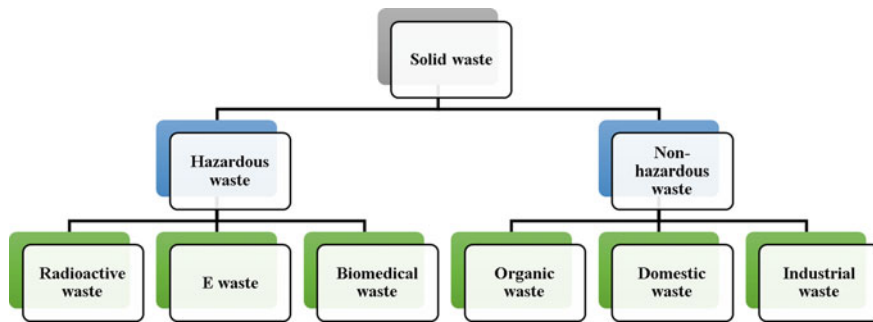 Solid waste
Hazardous
waste
Non-
hazardous
waste
Radioactive
waste
E waste
Biomedical
waste
Organic
waste
Domestic
waste
Industrial
waste